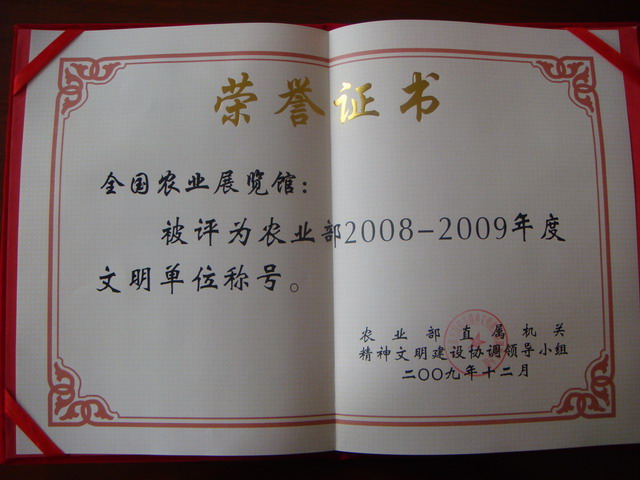 荣誉证书
全国农业展览馆：
被评为农业部2008-2009年度
文明单位称号。
农业部直属机关
精神文明建设协调领导小组
二〇〇九年十二月